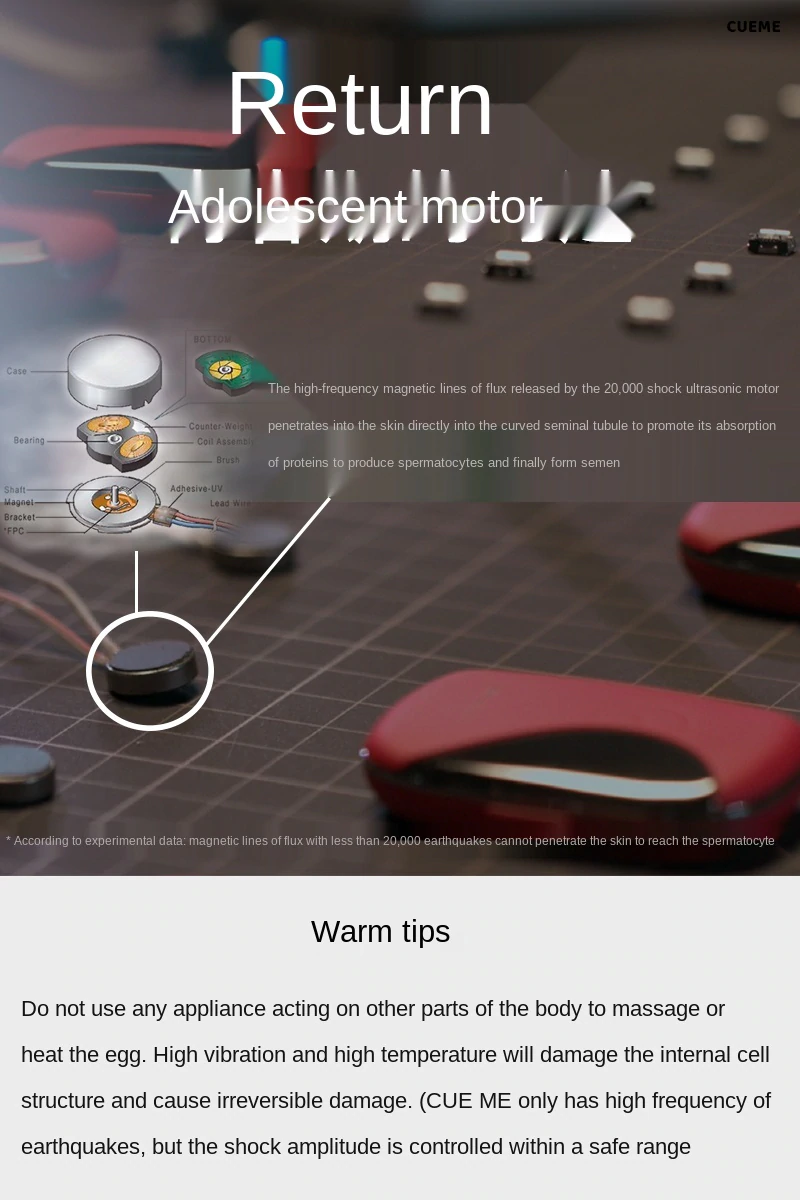 CUEME
Return
Adolescent motor
BOTTOM
Case
The high-frequency magnetic lines of flux released by the 20,000 shock ultrasonic motor
Counter-Weight
penetrates into the skin directly into the curved seminal tubule to promote its absorption
Bearing
Coil Assembly
Brush
of proteins to produce spermatocytes and finally form semen
Shaft
Adhesive-UV
Magnet
Lead Wire
Bracket
*FPC
* According to experimental data: magnetic lines of flux with less than 20,000 earthquakes cannot penetrate the skin to reach the spermatocyte
Warm tips
Do not use any appliance acting on other parts of the body to massage or
heat the egg. High vibration and high temperature will damage the internal cell
structure and cause irreversible damage. (CUE ME only has high frequency of
earthquakes, but the shock amplitude is controlled within a safe range